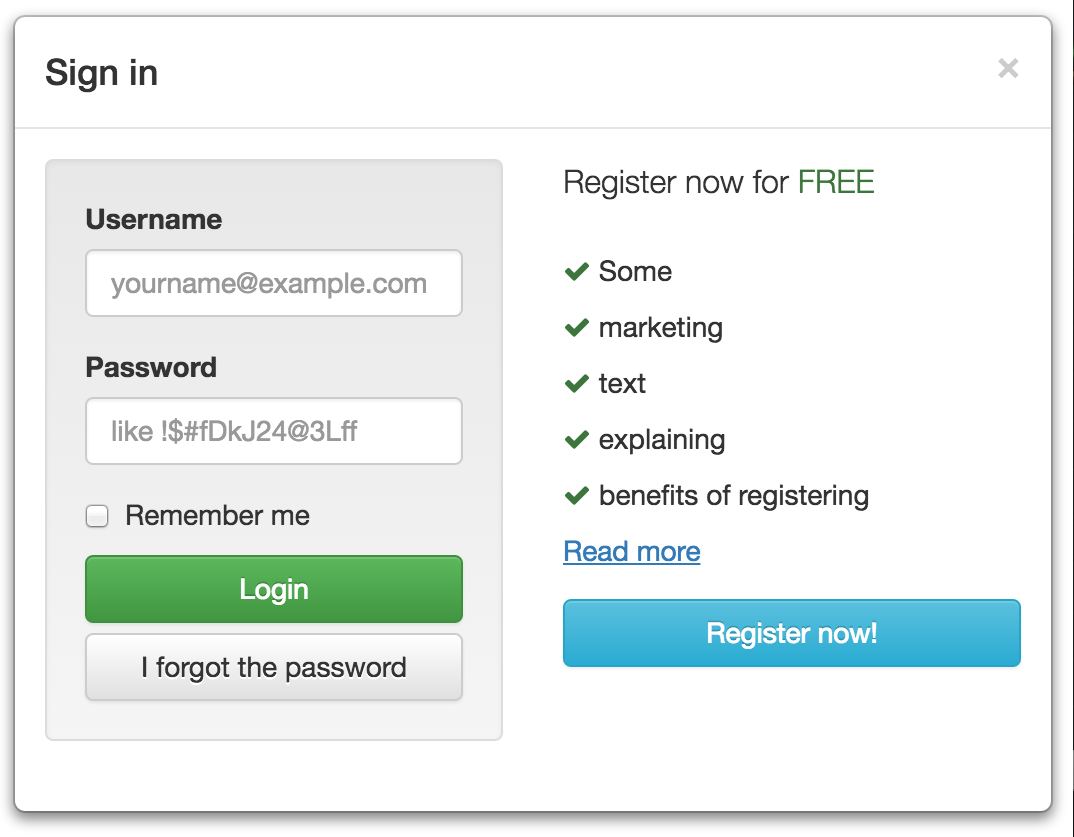 Sign in
×
Username
yourname@example.com
Password
like !$#fDkJ24@3Lff
Remember me
Login
I forgot the password
Register now for FREE
Some
marketing
text
explaining
benefits of registering
Read more
Register now!